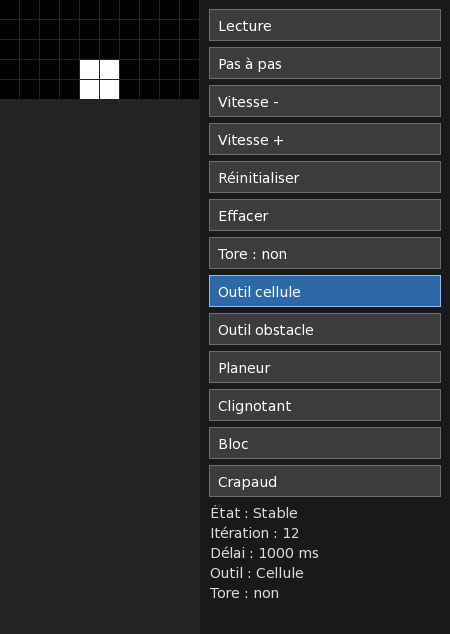 Lecture
Pas à pas
Vitesse -
Vitesse +
Réinitialiser
Effacer
Tore : non
Outil cellule
Outil obstacle
Planeur
Clignotant
Bloc
Crapaud
État : Stable
Itération : 12
Délai : 1000 ms
Outil : Cellule
Tore : non